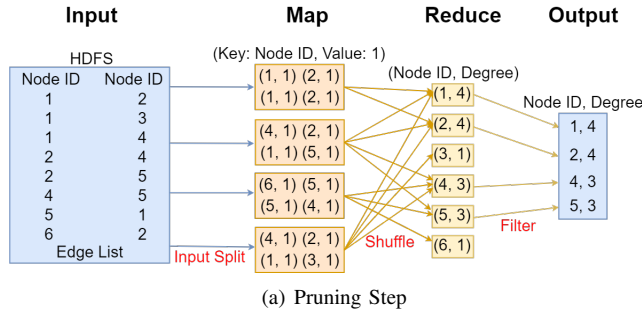 Input Map Reduce Output
HDFS
(Key: Node ID, Value: 1)
(Node ID, Degree)
Node ID, Degree
Node ID Node ID
1 2
1 3
1 4
2 4
2 5
4 5
5 1
6 2
Edge List
Input Split
(1, 1) (2, 1)
(1, 1) (2, 1)
(4, 1) (2, 1)
(1, 1) (5, 1)
(6, 1) (5, 1)
(5, 1) (4, 1)
(4, 1) (2, 1)
(1, 1) (3, 1)
Shuffle
(1, 4)
(2, 4)
(3, 1)
(4, 3)
(5, 3)
(6, 1)
Filter
1, 4
2, 4
4, 3
5, 3
(a) Pruning Step